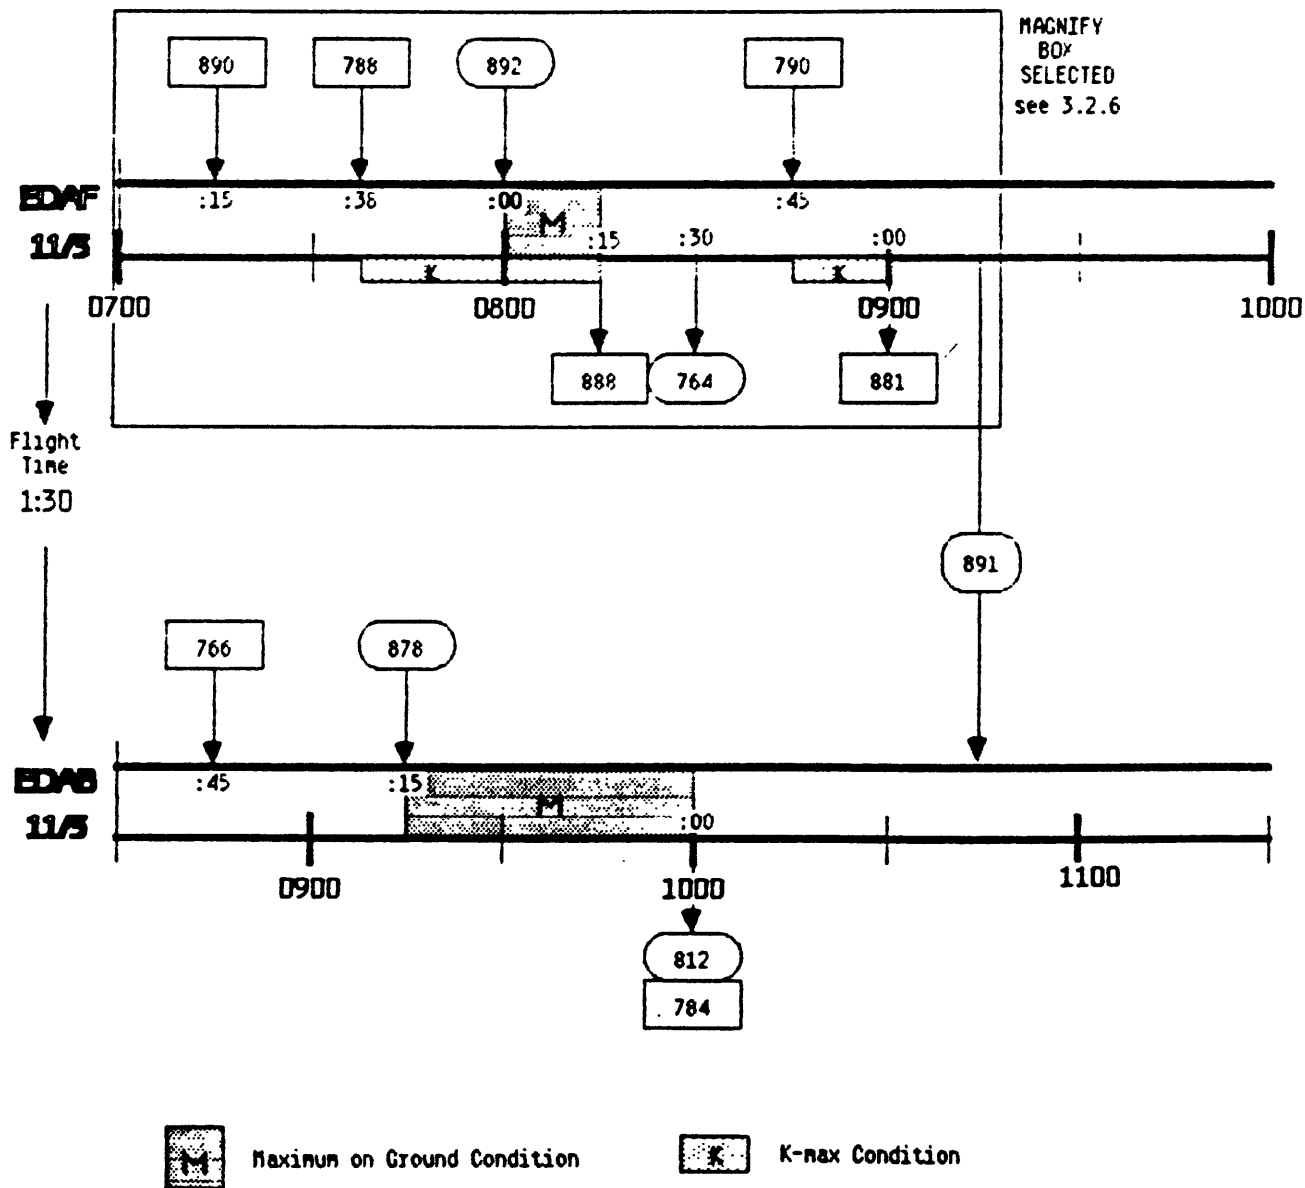 MAGNIFY
BOX
SELECTED
see 3.2.6
890 788 892 790
EDAF
:15 :38 :00 :45
M
11/5
:15 :30 :00
K K
0700 0800 0900 1000
888 764 881
Flight
Time
1:30
891
766 878
EDAB
:45 :15
M
11/5
:00
0900 1000 1100
812
784
M Maximum on Ground Condition K K-max Condition